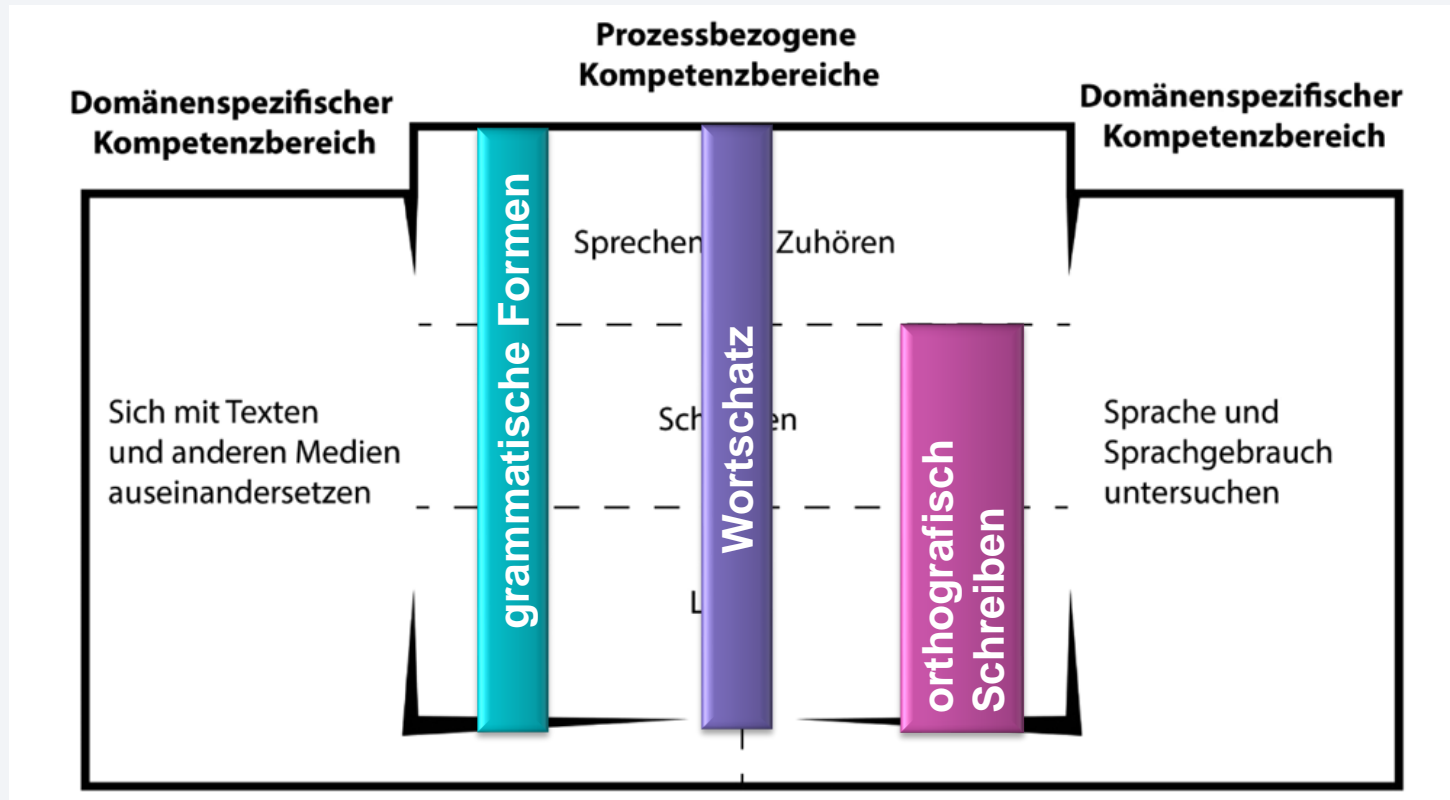 Prozessbezogene
Kompetenzbereiche
Domänenspezifischer
Kompetenzbereich
Domänenspezifischer
Kompetenzbereich
Sprechen Zuhören
Sich mit Texten
und anderen Medien
auseinandersetzen
grammatische Formen
Wortschatz
orthografisch
Schreiben
Sprache und
Sprachgebrauch
untersuchen